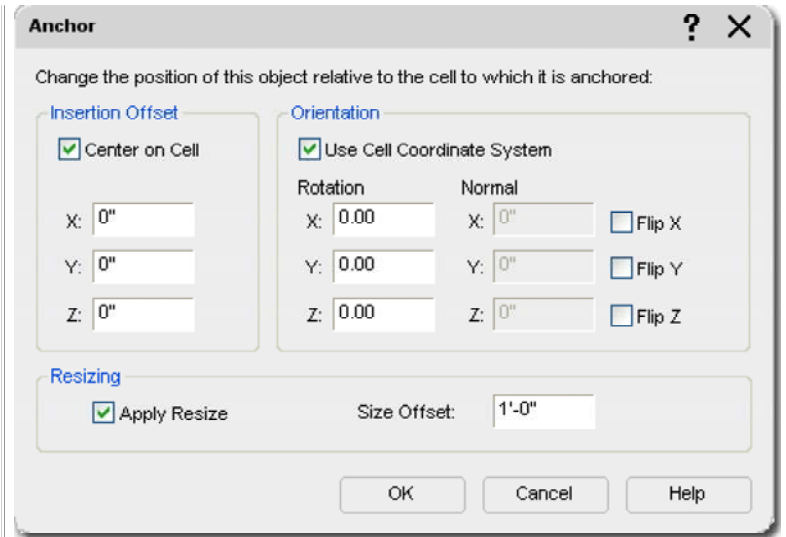 Anchor ?
Change the position of this object relative to the cell to which it is anchored:
Insertion Offset
Center on Cell
X: 0"
Y: 0"
Z: 0"
Orientation
Use Cell Coordinate System
Rotation Normal
X: 0.00 X: 0" Flip X
Y: 0.00 Y: 0" Flip Y
Z: 0.00 Z: 0" Flip Z
Resizing
Apply Resize Size Offset: 1'-0"
OK Cancel Help